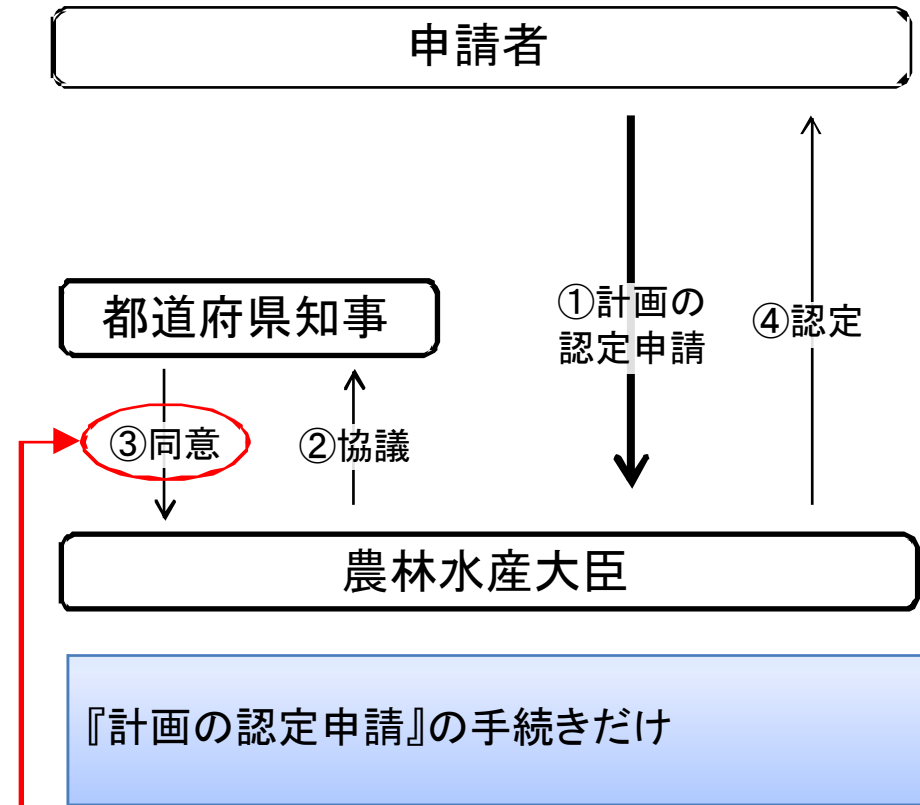 申請者
都道府県知事
①計画の
認定申請
④認定
③同意
②協議
農林水産大臣
『計画の認定申請』の手続きだけ